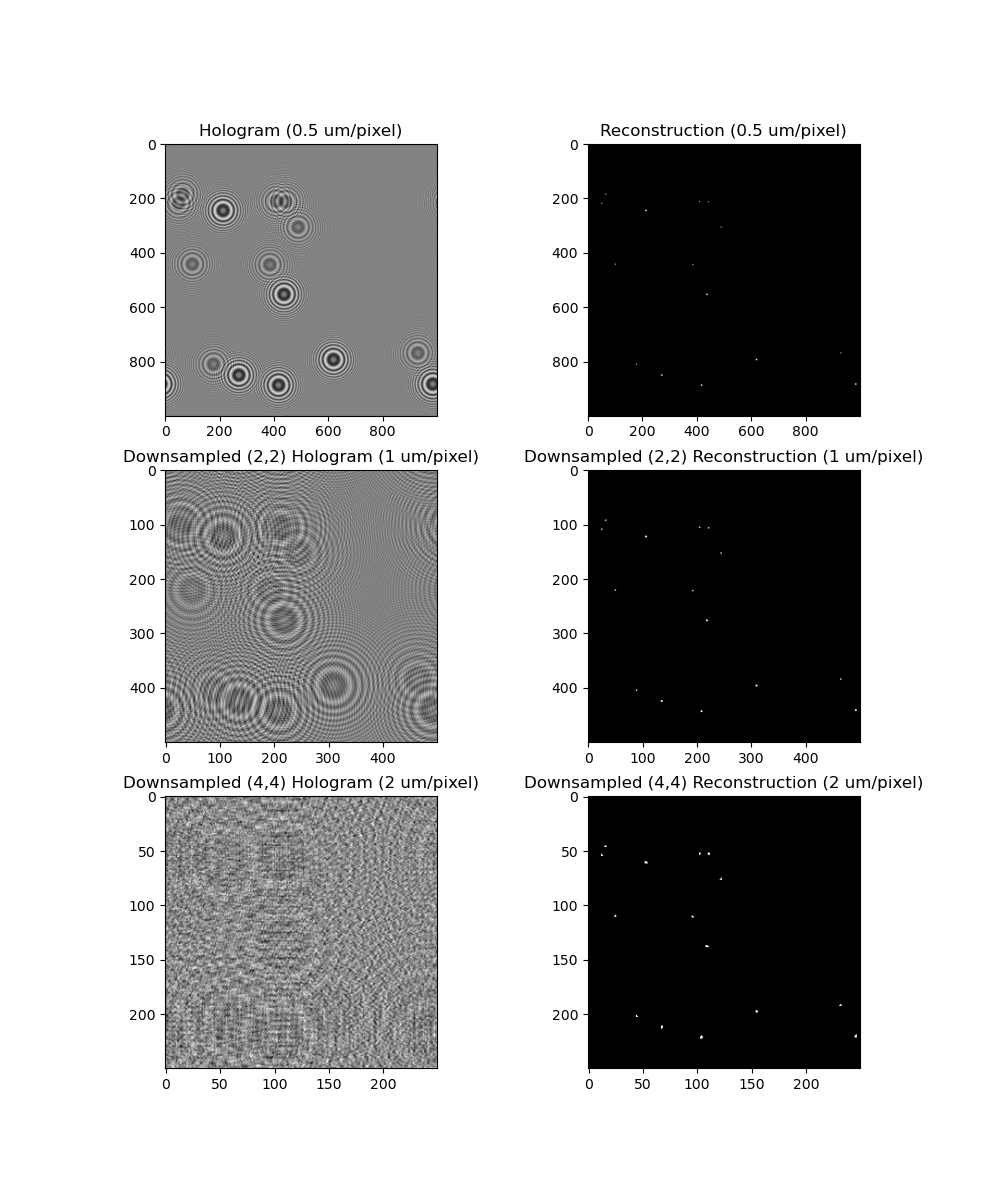 Hologram (0.5 um/pixel)
0
200
400
600
800
0 200 400 600 800
Reconstruction (0.5 um/pixel)
0
200
400
600
800
0 200 400 600 800
Downsampled (2,2) Hologram (1 um/pixel)
0
100
200
300
400
0 100 200 300 400
Downsampled (2,2) Reconstruction (1 um/pixel)
0
100
200
300
400
0 100 200 300 400
Downsampled (4,4) Hologram (2 um/pixel)
0
50
100
150
200
0 50 100 150 200
Downsampled (4,4) Reconstruction (2 um/pixel)
0
50
100
150
200
0 50 100 150 200